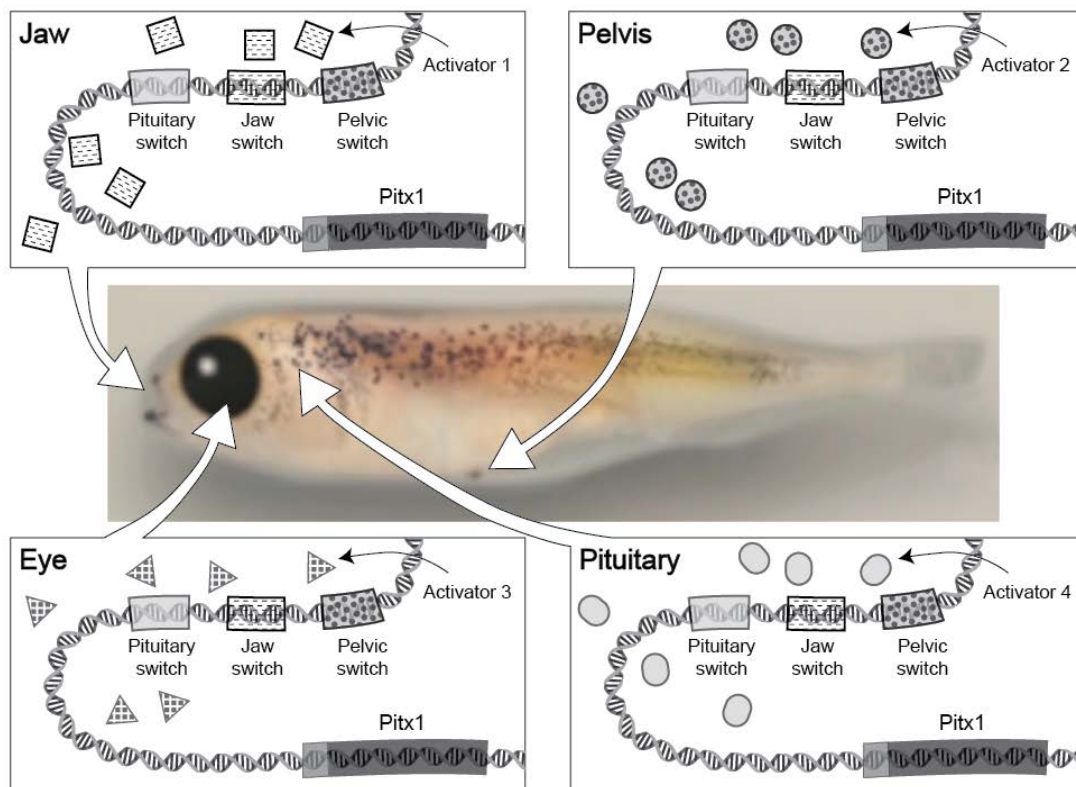 Jaw
Activator 1
Pituitary
switch
Jaw
switch
Pelvic
switch
Pitx1
Pelvis
Activator 2
Pituitary
switch
Jaw
switch
Pelvic
switch
Pitx1
Eye
Activator 3
Pituitary
switch
Jaw
switch
Pelvic
switch
Pitx1
Pituitary
Activator 4
Pituitary
switch
Jaw
switch
Pelvic
switch
Pitx1